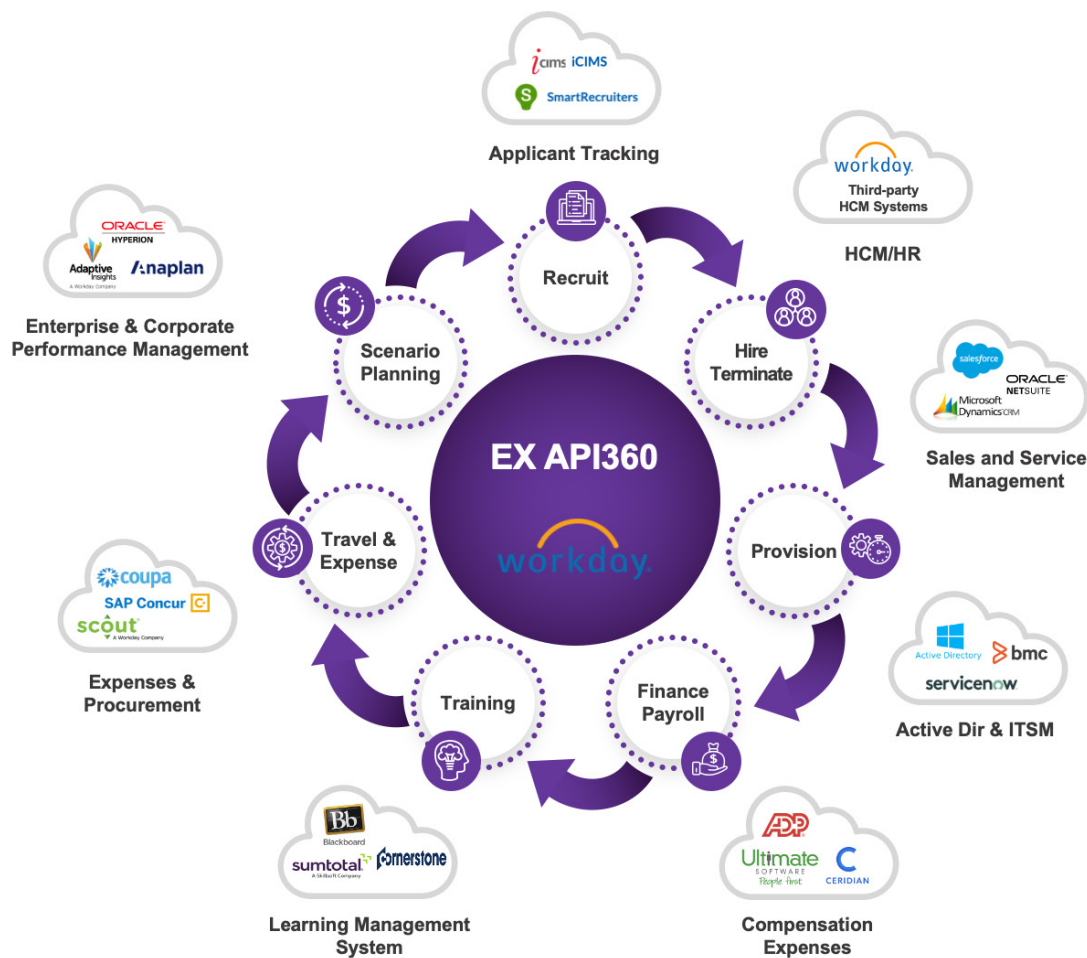 icims iCIMS
S SmartRecruiters
Applicant Tracking
workday.
Third-party
HCM Systems
HCM/HR
salesforce
ORACLE
NETSUITE
Microsoft
Dynamics CRM
Sales and Service
Management
Active Directory
bmc
servicenow
Active Dir & ITSM
ADP
Ultimate
SOFTWARE
People first
C
CERIDIAN
Compensation
Expenses
Bb
Blackboard
sumtotal
A Skillsoft Company
Cornerstone
Learning Management
System
coupa
SAP Concur C.
scout
A Workday Company
Expenses &
Procurement
ORACLE
HYPERION
Adaptive
Insights
A Workday Company
Anaplan
Enterprise & Corporate
Performance Management
Recruit
Hire
Terminate
Provision
Finance
Payroll
$
Training
Travel &
Expense
$
Scenario
Planning
$
EX API360
workday.